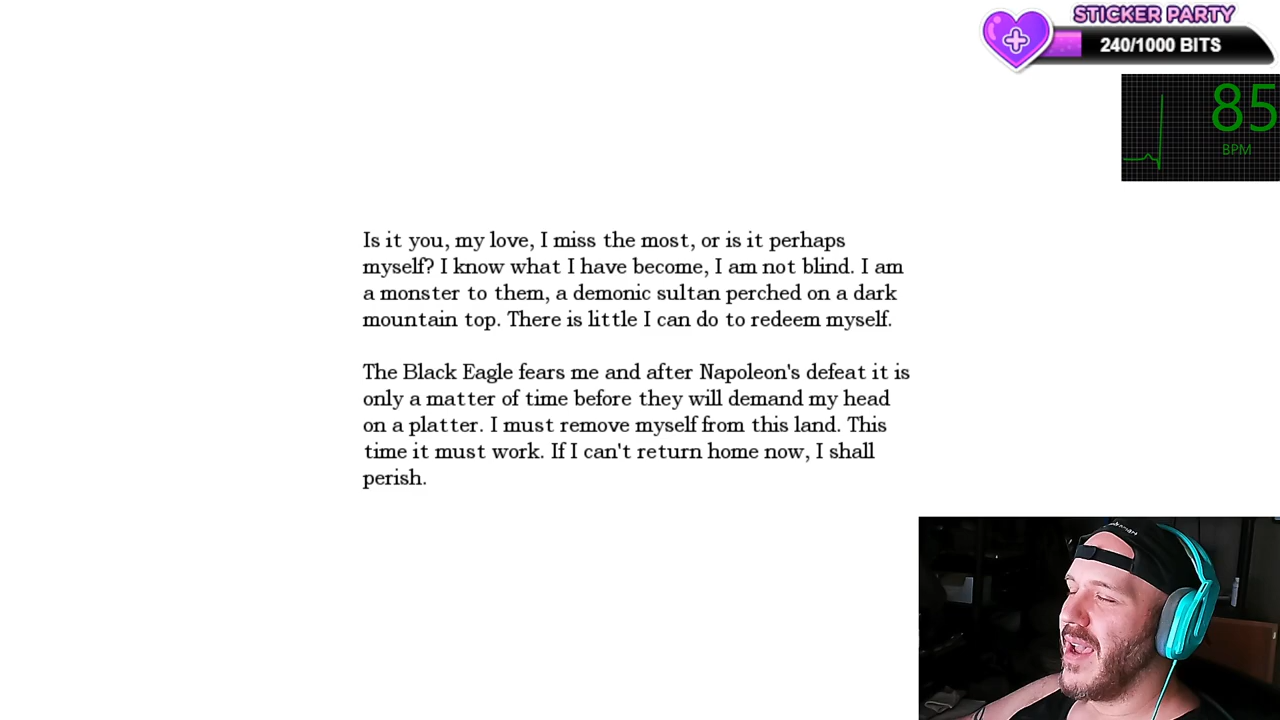 STICKER PARTY
240/1000 BITS
85
BPM
Is it you, my love, I miss the most, or is it perhaps
myself? I know what I have become, I am not blind. I am
a monster to them, a demonic sultan perched on a dark
mountain top. There is little I can do to redeem myself.
The Black Eagle fears me and after Napoleon's defeat it is
only a matter of time before they will demand my head
on a platter. I must remove myself from this land. This
time it must work. If I can't return home now, I shall
perish.